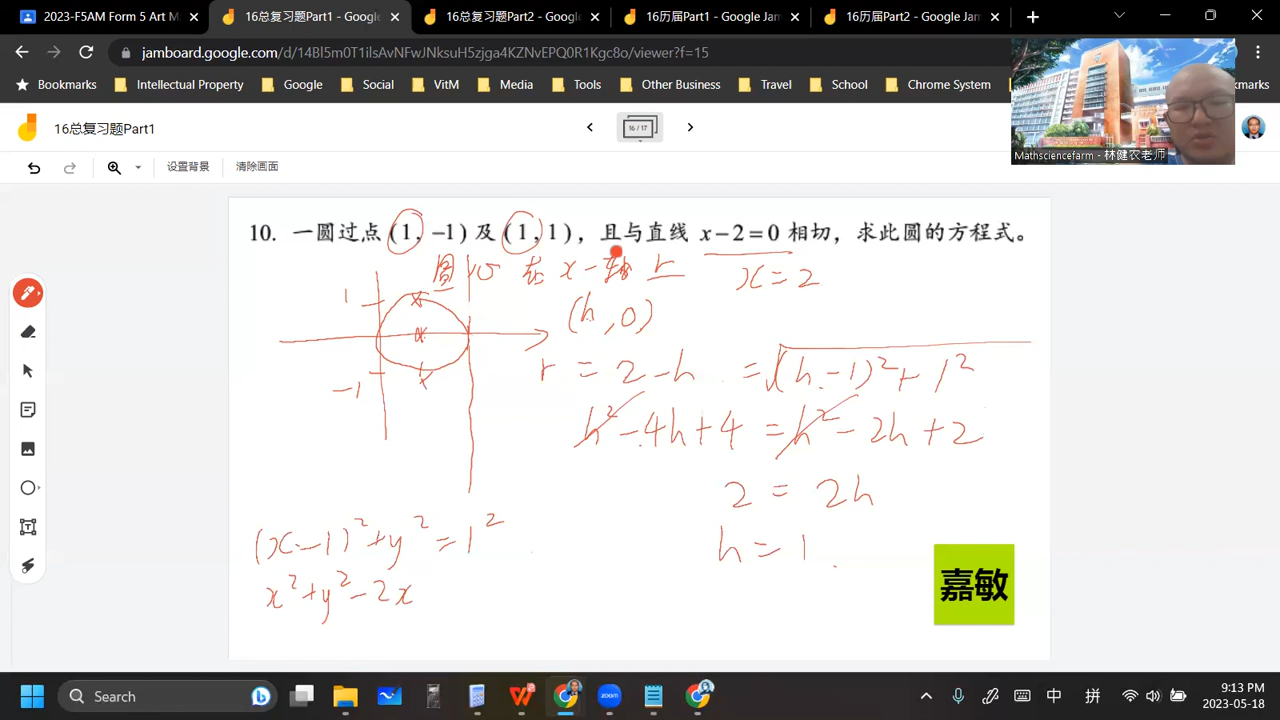 2023-F5AM Form 5 Art M
16总复习题Part1 - Google
16总复习题Part2 - Google
16历届Part1 - Google Jam
16历届Part2 - Google Jam
Bookmarks
Intellectual Property
Google
Social
VitM
Media
Tools
Other Business
Travel
School
Chrome System
16总复习题Part1
16 / 17
Mathsciencefarm - 林健农老师
设置背景
清除画面
10. 一圆过点 (1, -1) 及 (1, 1), 且与直线 x-2=0 相切, 求此圆的方程式。
圆心 在 x-轴 上
x=2
1
-1
(h, 0)
r = 2-h = √(h-1)²+1²
h²-4h+4 = h²-2h+2
2 = 2h
h=1
(x-1)²+y²=1²
x²+y²-2x
嘉敏
Search
中
拼
9:13 PM
2023-05-18